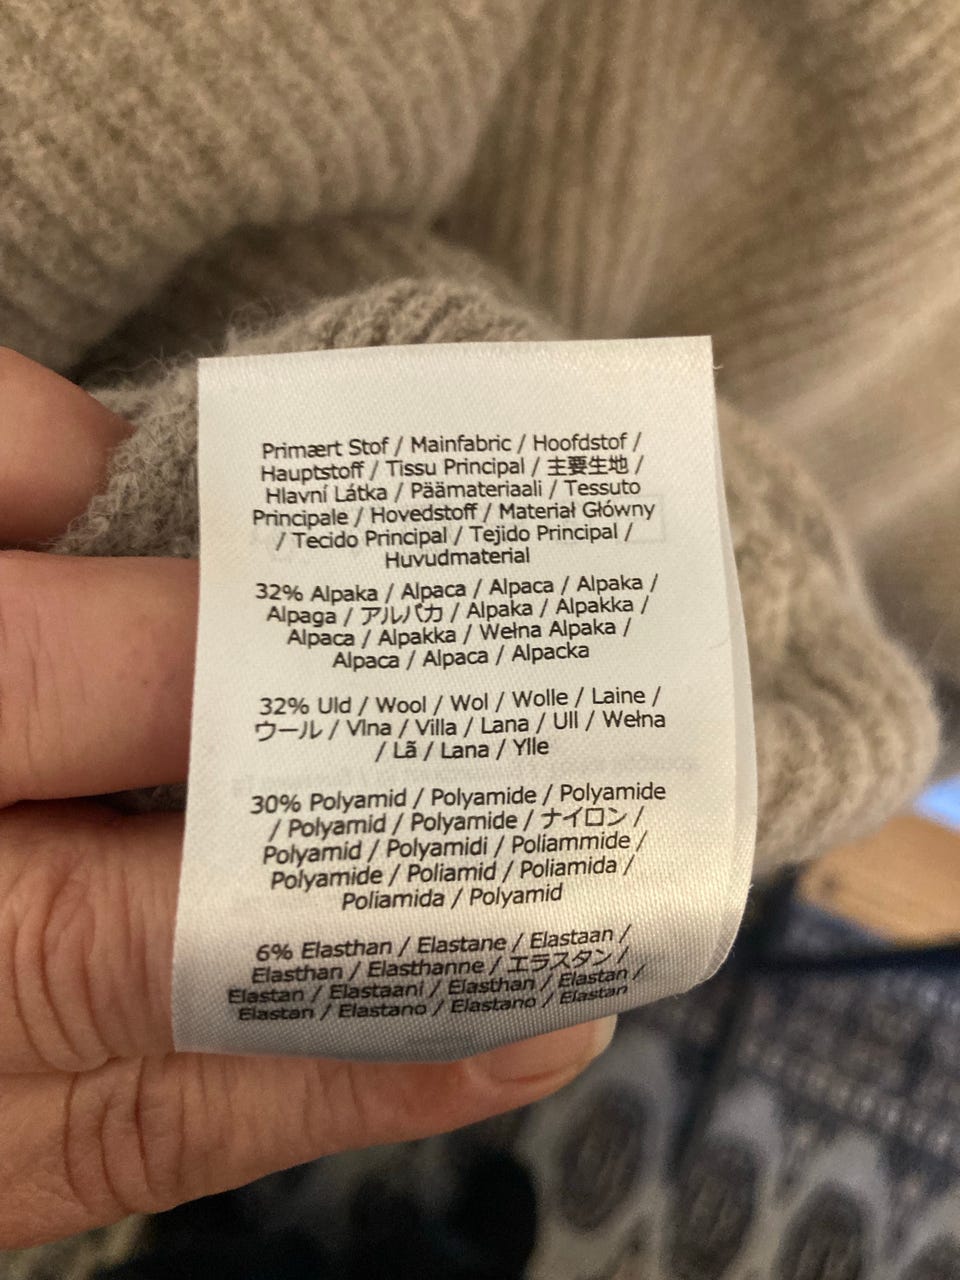 Primært Stof / Mainfabric / Hoofdstof /
Hauptstoff / Tissu Principal / 主要生地 /
Hlavní Látka / Päämateriaali / Tessuto
Principale / Hovedstoff / Materiał Główny
/ Tecido Principal / Tejido Principal /
Huvudmaterial
32% Alpaka / Alpaca / Alpaca / Alpaka /
Alpaga / アルパカ / Alpaka / Alpakka /
Alpaca / Alpakka / Wełna Alpaka /
Alpaca / Alpaca / Alpacka
32% Uld / Wool / Wol / Wolle / Laine /
ウール / Vlna / Villa / Lana / Ull / Wełna
/ Lã / Lana / Ylle
30% Polyamid / Polyamide / Polyamide
/ Polyamid / Polyamide / ナイロン /
Polyamid / Polyamidi / Poliammide /
Polyamide / Poliamid / Poliamida /
Poliamida / Polyamid
6% Elasthan / Elastane / Elastaan /
Elasthan / Elasthanne / エラスタン /
Elastan / Elastaani / Elasthan / Elastan /
Elastan / Elastano / Elastano / Elastan